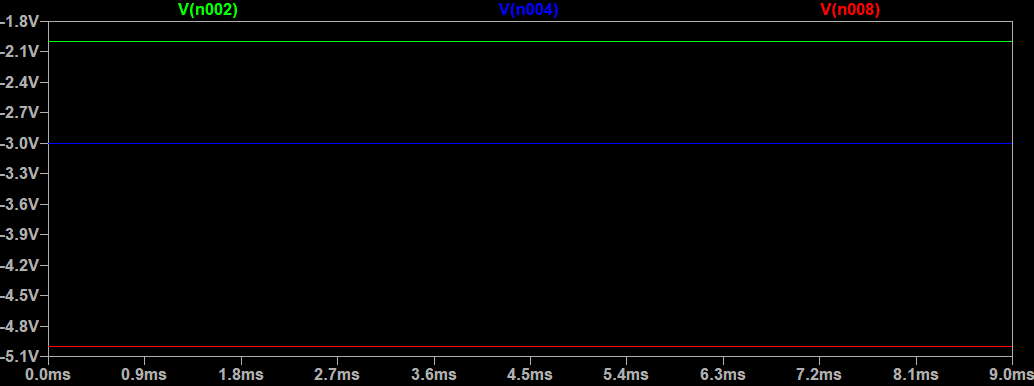 V(n002) V(n004) V(n008)
-1.8V
-2.1V
-2.4V
-2.7V
-3.0V
-3.3V
-3.6V
-3.9V
-4.2V
-4.5V
-4.8V
-5.1V
0.0ms 0.9ms 1.8ms 2.7ms 3.6ms 4.5ms 5.4ms 6.3ms 7.2ms 8.1ms 9.0ms